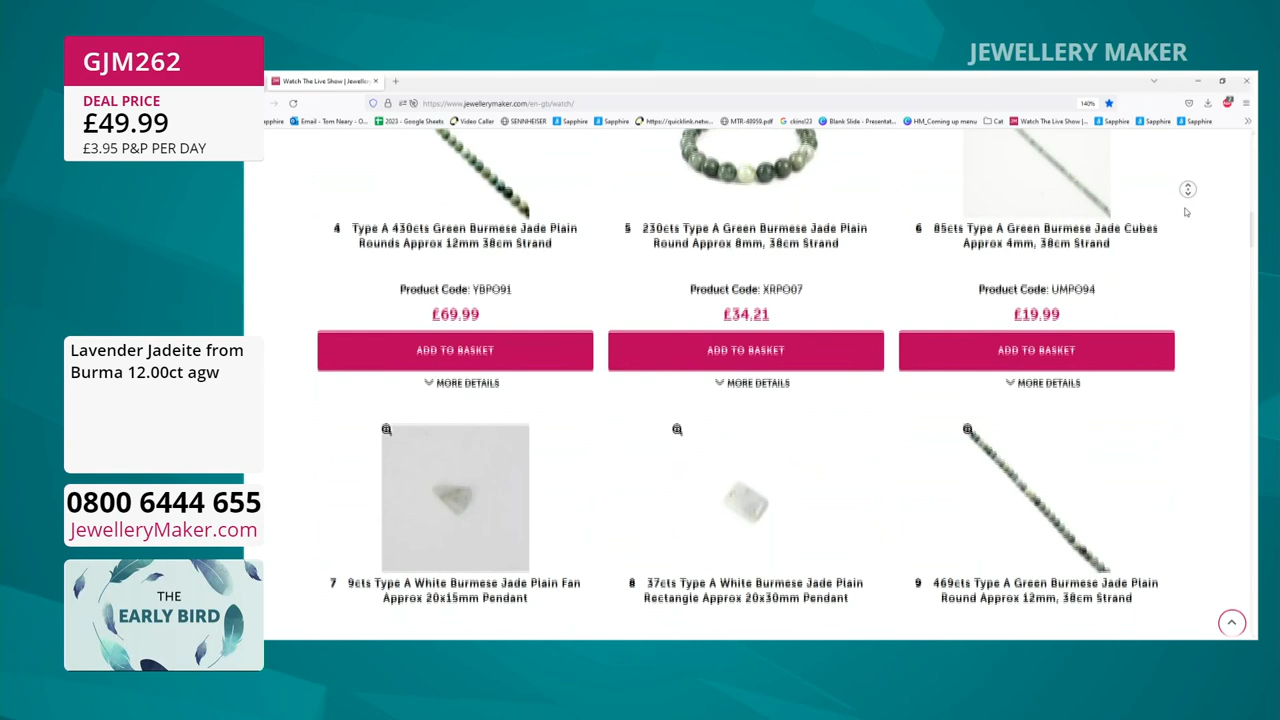 GJM262
DEAL PRICE
£49.99
£3.95 P&P PER DAY
JEWELLERY MAKER
Watch The Live Show | Jeweller
https://www.jewellerymaker.com/en-gb/watch/
140%
apphire Email - Tom Neary - O... 2023 - Google Sheets Video Caller SENNHEISER Sapphire Sapphire https://quicklink.netw... MTR-48959.pdf ckinsl23 Blank Slide - Presentat... HM_Coming up menu Cat Watch The Live Show |... Sapphire Sapphire Sapphire
4 Type A 430cts Green Burmese Jade Plain
Rounds Approx 12mm 38cm Strand
Product Code: YBPO91
£69.99
ADD TO BASKET
MORE DETAILS
5 230cts Type A Green Burmese Jade Plain
Round Approx 8mm, 38cm Strand
Product Code: XRPO07
£34.21
ADD TO BASKET
MORE DETAILS
6 85cts Type A Green Burmese Jade Cubes
Approx 4mm, 38cm Strand
Product Code: UMPO94
£19.99
ADD TO BASKET
MORE DETAILS
7 9cts Type A White Burmese Jade Plain Fan
Approx 20x15mm Pendant
8 37cts Type A White Burmese Jade Plain
Rectangle Approx 20x30mm Pendant
9 469cts Type A Green Burmese Jade Plain
Round Approx 12mm, 38cm Strand
Lavender Jadeite from
Burma 12.00ct agw
0800 6444 655
JewelleryMaker.com
THE
EARLY BIRD